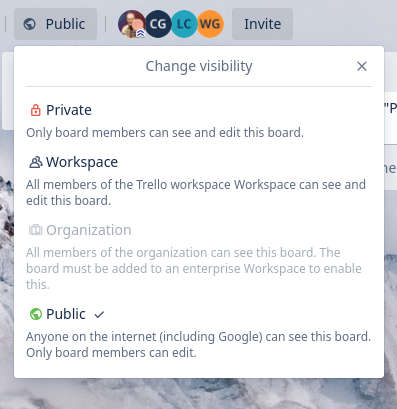 Public CG LC WG Invite
Change visibility
"P
Private
Only board members can see and edit this board.
Workspace
All members of the Trello workspace Workspace can see and
edit this board.
ne
Organization
All members of the organization can see this board. The
board must be added to an enterprise Workspace to enable
this.
Public
Anyone on the internet (including Google) can see this board.
Only board members can edit.